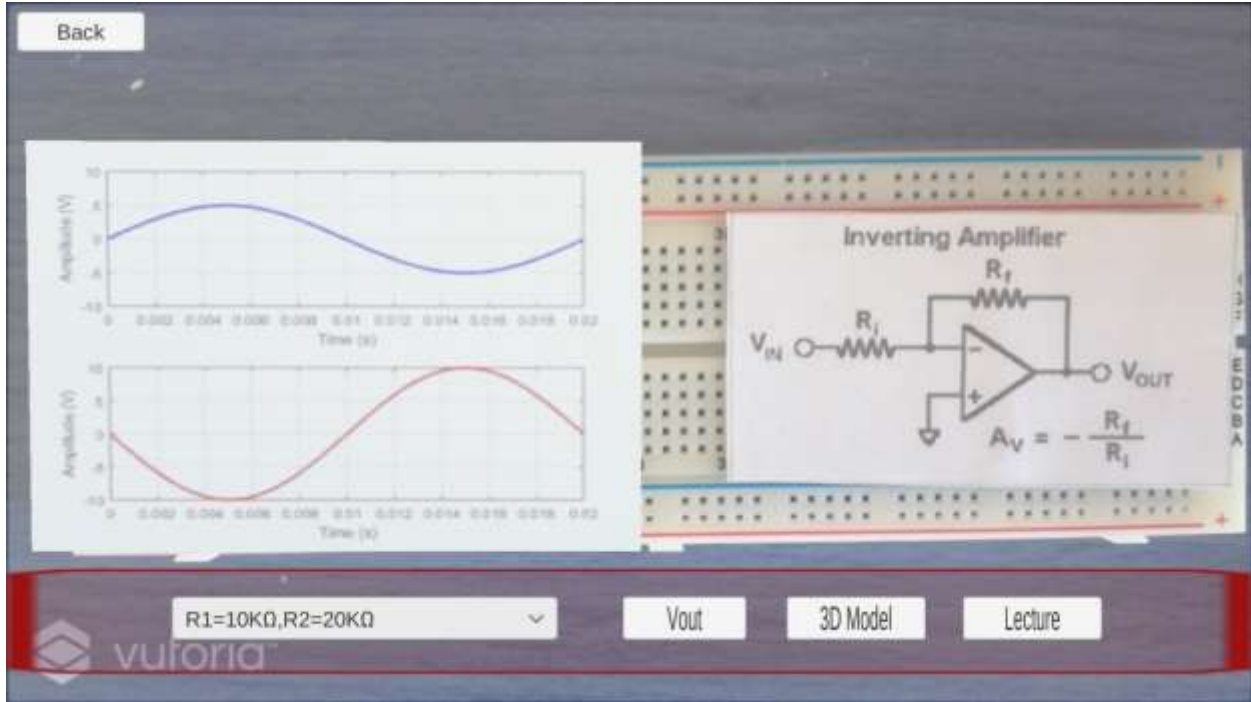 Back
10
5
0
-5
-10
Amplitude (V)
0 0.002 0.004 0.006 0.008 0.01 0.012 0.014 0.016 0.018 0.02
Time (s)
10
5
0
-5
-10
Amplitude (V)
0 0.002 0.004 0.006 0.008 0.01 0.012 0.014 0.016 0.018 0.02
Time (s)
Inverting Amplifier
Rf
Ri
VIN
VOUT
AV = - Rf
Ri
E
D
C
B
A
R1=10KΩ,R2=20KΩ
Vout
3D Model
Lecture
vuforia